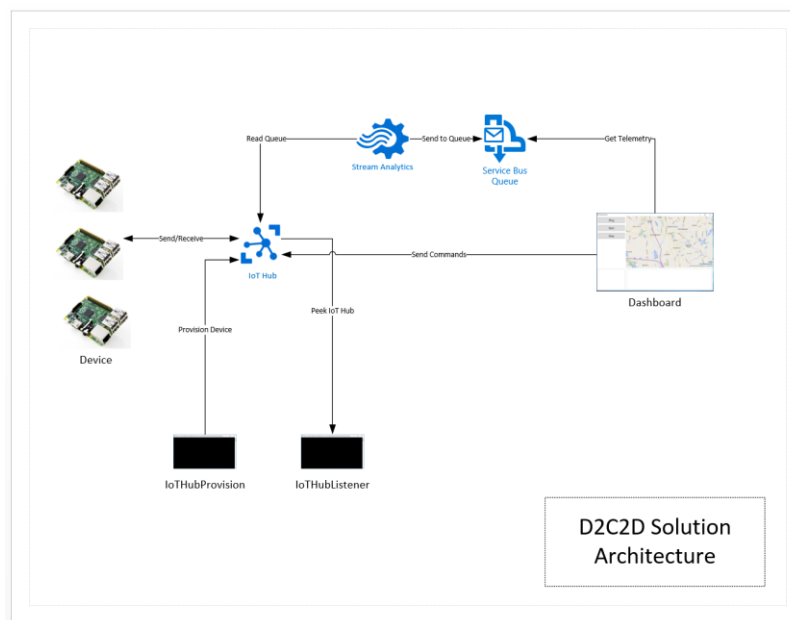 Read Queue
Stream Analytics
Send to Queue
Service Bus
Queue
Get Telemetry
Send/Receive
IoT Hub
Send Commands
Dashboard
Peek IoT Hub
Provision Device
Device
IoTHubProvision
IoTHubListener
D2C2D Solution
Architecture